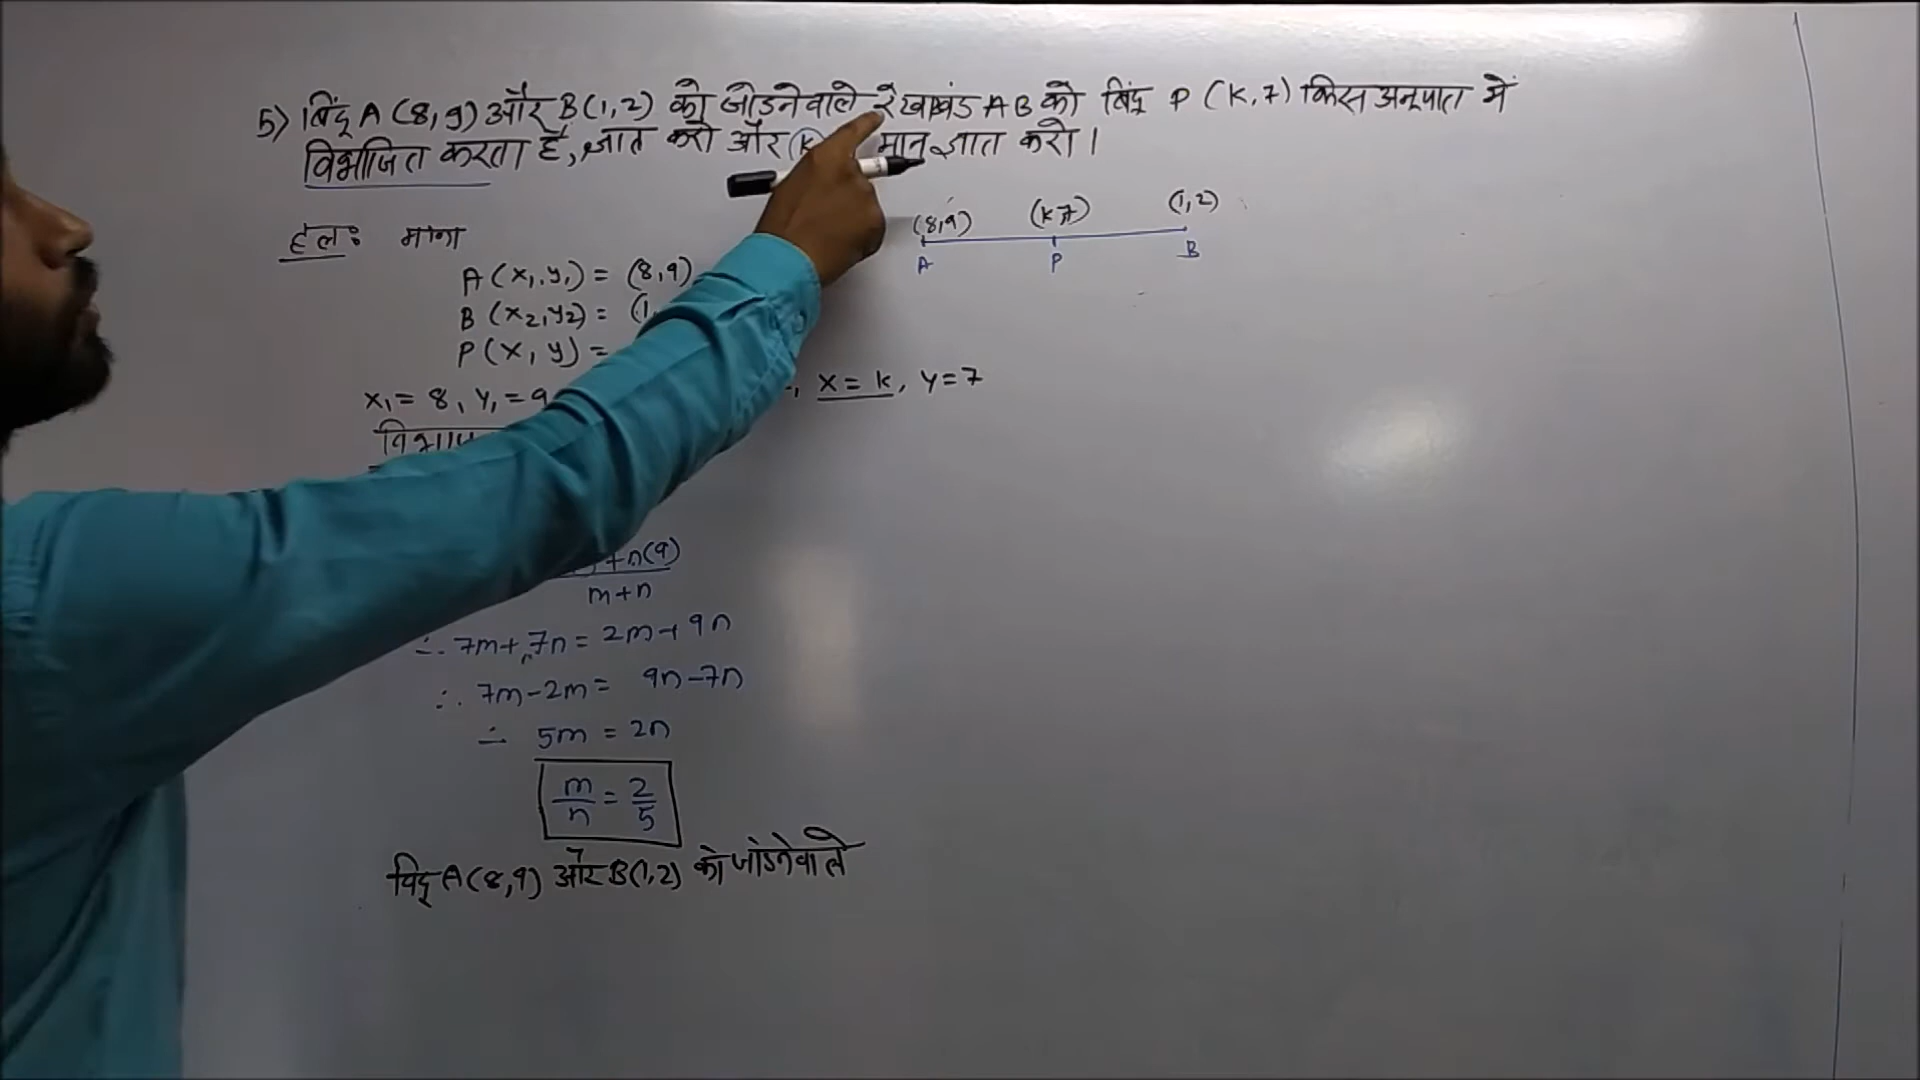 5) बिंदू A (8,9) और B(1,2) को जोडनेवाले रेखाखंड AB को बिंदू P (K,7) किस अनूपात में
विभाजित करता है, ज्ञात करो और (k मान ज्ञात करो ।
(8,9) (k,7) (1,2)
A P B
हल: माना
A (x₁,y₁) = (8,9)
B (x₂,y₂) = (1,
P(x, y) =
x₁ = 8, y₁ = 9 , x = k, y = 7
+n(9)
m+n
∴ 7m+7n = 2m+9n
∴ 7m-2m = 9n-7n
∴ 5m = 2n
m/n = 2/5
बिंदू A(8,9) और B(1,2) को जोडनेवाले